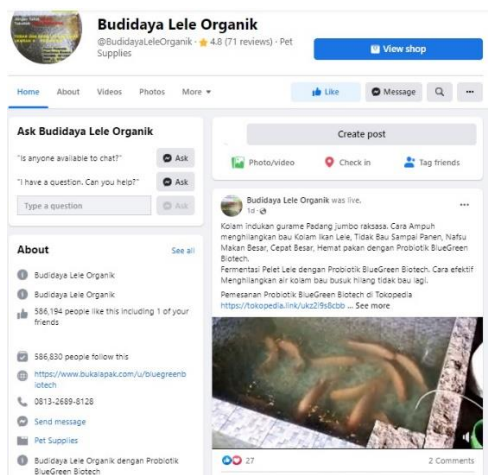 Budidaya Lele Organik
@BudidayaLeleOrganik · 4.8 (71 reviews) · Pet
Supplies
View shop
Home About Videos Photos More
Like Message
Ask Budidaya Lele Organik
"Is anyone available to chat?" Ask
"I have a question. Can you help?" Ask
Type a question Ask
About See all
Budidaya Lele Organik
Budidaya Lele Organik
586,194 people like this including 1 of your
friends
586,830 people follow this
https://www.bukalapak.com/u/bluegreenb
iotech
0813-2689-8128
Send message
Pet Supplies
Budidaya Lele Organik dengan Probiotik
BlueGreen Biotech
Create post
Photo/video Check in Tag friends
Budidaya Lele Organik was live.
1d ·
Kolam indukan gurame Padang jumbo raksasa. Cara Ampuh
menghilangkan bau Kolam Ikan Lele, Tidak Bau Sampai Panen, Nafsu
Makan Besar, Cepat Besar, Hemat pakan dengan Probiotik BlueGreen
Biotech.
Fermentasi Pelet Lele dengan Probiotik BlueGreen Biotech. Cara efektif
Menghilangkan air kolam bau busuk hilang tidak bau lagi.
Pemesanan Probiotik BlueGreen Biotech di Tokopedia
https://tokopedia.link/ukz2i9s8cbb ... See more
27 2 Comments